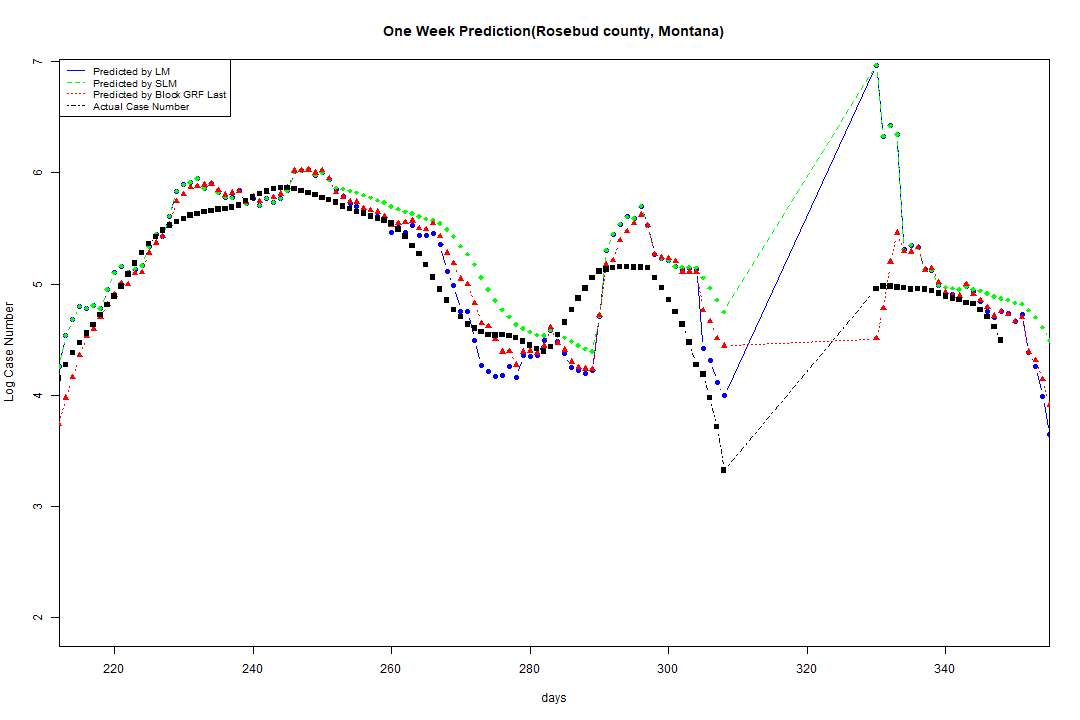 One Week Prediction(Rosebud county, Montana)
Predicted by LM
Predicted by SLM
Predicted by Block GRF Last
Actual Case Number
7
6
5
4
3
2
Log Case Number
220 240 260 280 300 320 340
days